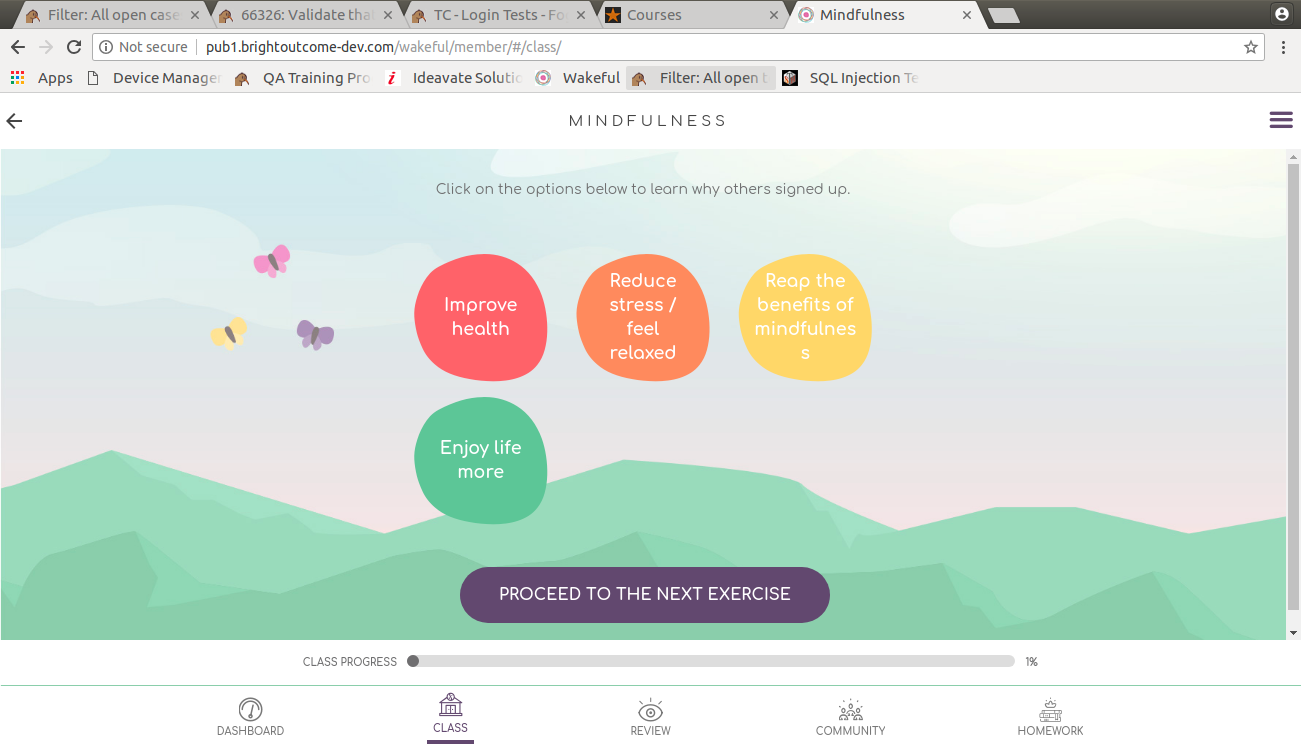 Filter: All open case
66326: Validate that
TC - Login Tests - Fo
Courses
Mindfulness
Not secure
pub1.brightoutcome-dev.com/wakeful/member/#/class/
Apps
Device Manager
QA Training Pro
Ideavate Soluti
Wakeful
Filter: All open t
SQL Injection Te
MINDFULNESS
Click on the options below to learn why others signed up.
Improve
health
Reduce
stress /
feel
relaxed
Reap the
benefits of
mindfulnes
s
Enjoy life
more
PROCEED TO THE NEXT EXERCISE
CLASS PROGRESS
1%
DASHBOARD
CLASS
REVIEW
COMMUNITY
HOMEWORK